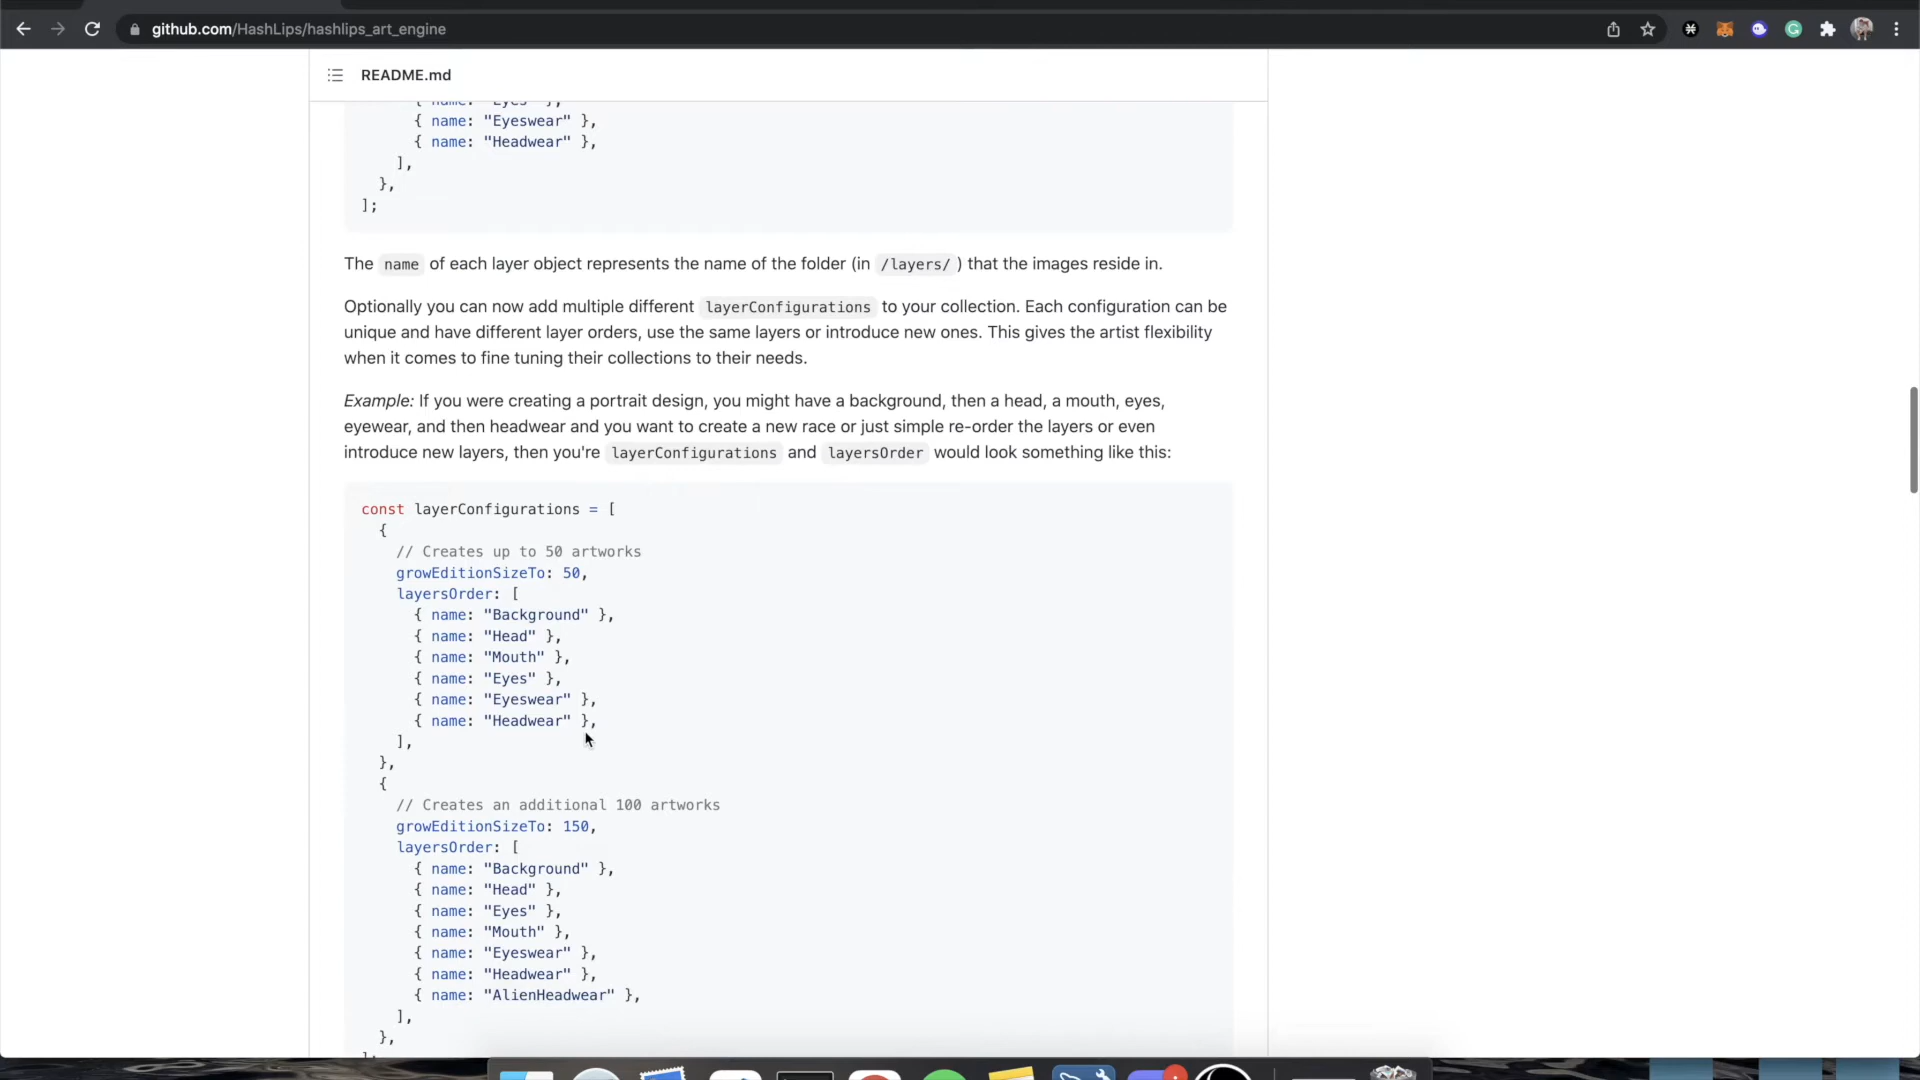 github.com/HashLips/hashlips_art_engine
README.md
{ name: "Eyes" },
{ name: "Eyeswear" },
{ name: "Headwear" },
],
},
];
The name of each layer object represents the name of the folder (in /layers/ ) that the images reside in.
Optionally you can now add multiple different layerConfigurations to your collection. Each configuration can be
unique and have different layer orders, use the same layers or introduce new ones. This gives the artist flexibility
when it comes to fine tuning their collections to their needs.
Example: If you were creating a portrait design, you might have a background, then a head, a mouth, eyes,
eyewear, and then headwear and you want to create a new race or just simple re-order the layers or even
introduce new layers, then you're layerConfigurations and layersOrder would look something like this:
const layerConfigurations = [
{
// Creates up to 50 artworks
growEditionSizeTo: 50,
layersOrder: [
{ name: "Background" },
{ name: "Head" },
{ name: "Mouth" },
{ name: "Eyes" },
{ name: "Eyeswear" },
{ name: "Headwear" },
],
},
{
// Creates an additional 100 artworks
growEditionSizeTo: 150,
layersOrder: [
{ name: "Background" },
{ name: "Head" },
{ name: "Eyes" },
{ name: "Mouth" },
{ name: "Eyeswear" },
{ name: "Headwear" },
{ name: "AlienHeadwear" },
],
},
];